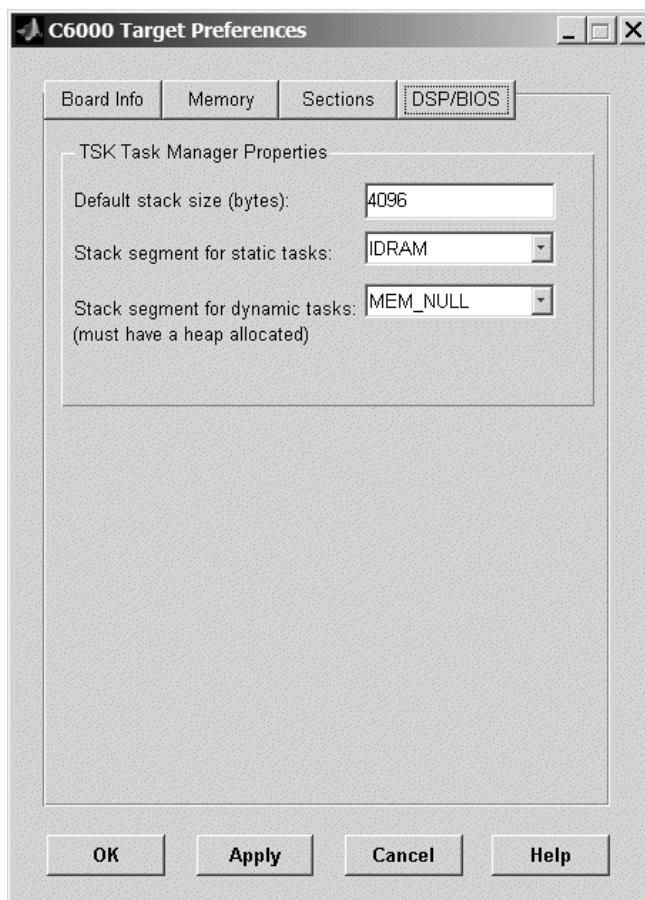 C6000 Target Preferences
Board Info Memory Sections DSP/BIOS
TSK Task Manager Properties
Default stack size (bytes): 4096
Stack segment for static tasks: IDRAM
Stack segment for dynamic tasks: MEM_NULL
(must have a heap allocated)
OK Apply Cancel Help